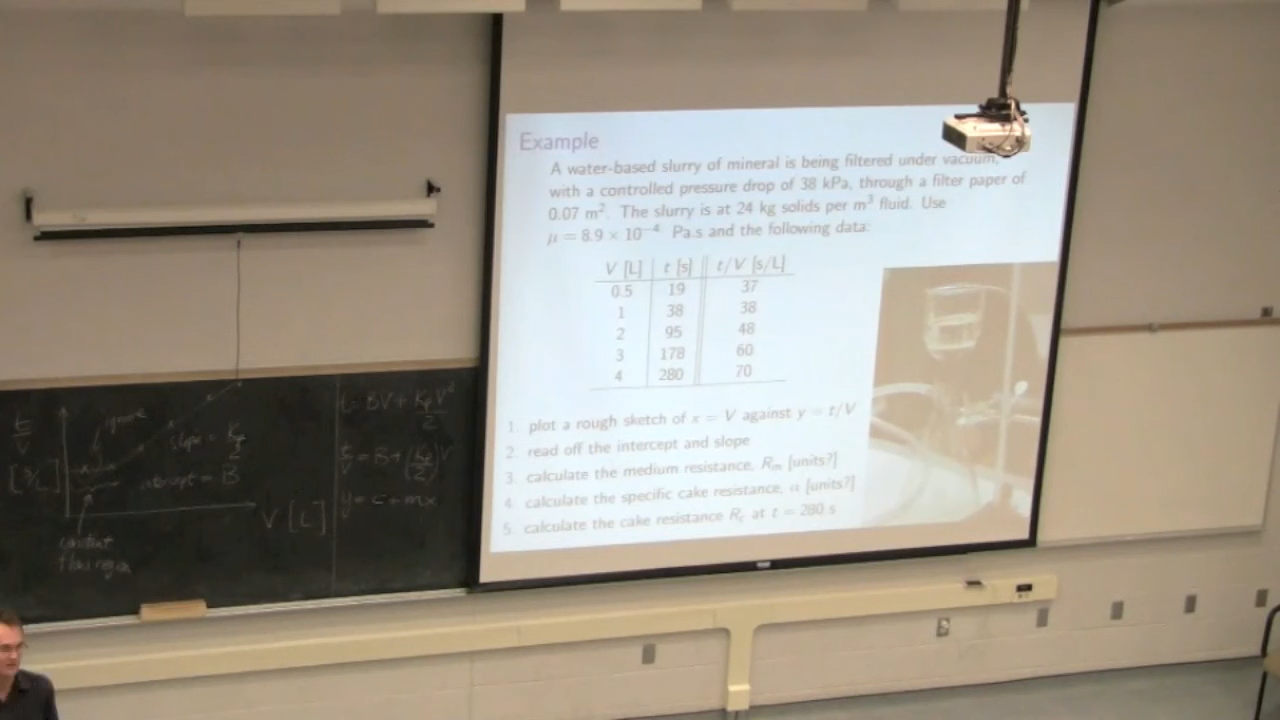 Example
A water-based slurry of mineral is being filtered under vacuum,
with a controlled pressure drop of 38 kPa, through a filter paper of
0.07 m². The slurry is at 24 kg solids per m³ fluid. Use
μ = 8.9 × 10⁻⁴ Pa.s and the following data:
V [L] t [s] t/V [s/L]
0.5 19 37
1 38 38
2 95 48
3 178 60
4 280 70
1. plot a rough sketch of x = V against y = t/V
2. read off the intercept and slope
3. calculate the medium resistance, Rₘ [units?]
4. calculate the specific cake resistance, α [units?]
5. calculate the cake resistance R꜀ at t = 280 s
t/V
[s/L]
ignore
slope = Kp/2
intercept = B
V [L]
constant
flow region
t = BV + Kp V²/2
t/V = B + (Kp/2) V
y = c + mx